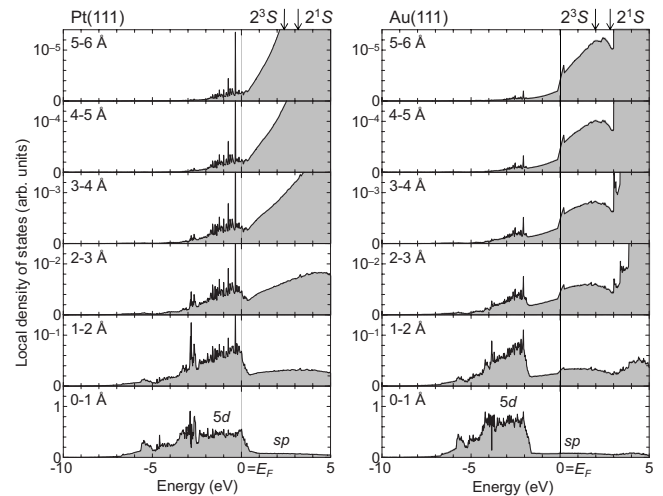 Pt(111)
2³S
2¹S
Au(111)
2³S
2¹S
Local density of states (arb. units)
10⁻⁵
5-6 Å
10⁻⁵
5-6 Å
0
0
10⁻⁴
4-5 Å
10⁻⁴
4-5 Å
0
0
10⁻³
3-4 Å
10⁻³
3-4 Å
0
0
10⁻²
2-3 Å
10⁻²
2-3 Å
0
0
10⁻¹
1-2 Å
10⁻¹
1-2 Å
0
0
1
0-1 Å
5d
sp
1
0-1 Å
5d
sp
0
0
-10
-5
0=E_F
5
-10
-5
0=E_F
5
Energy (eV)
Energy (eV)